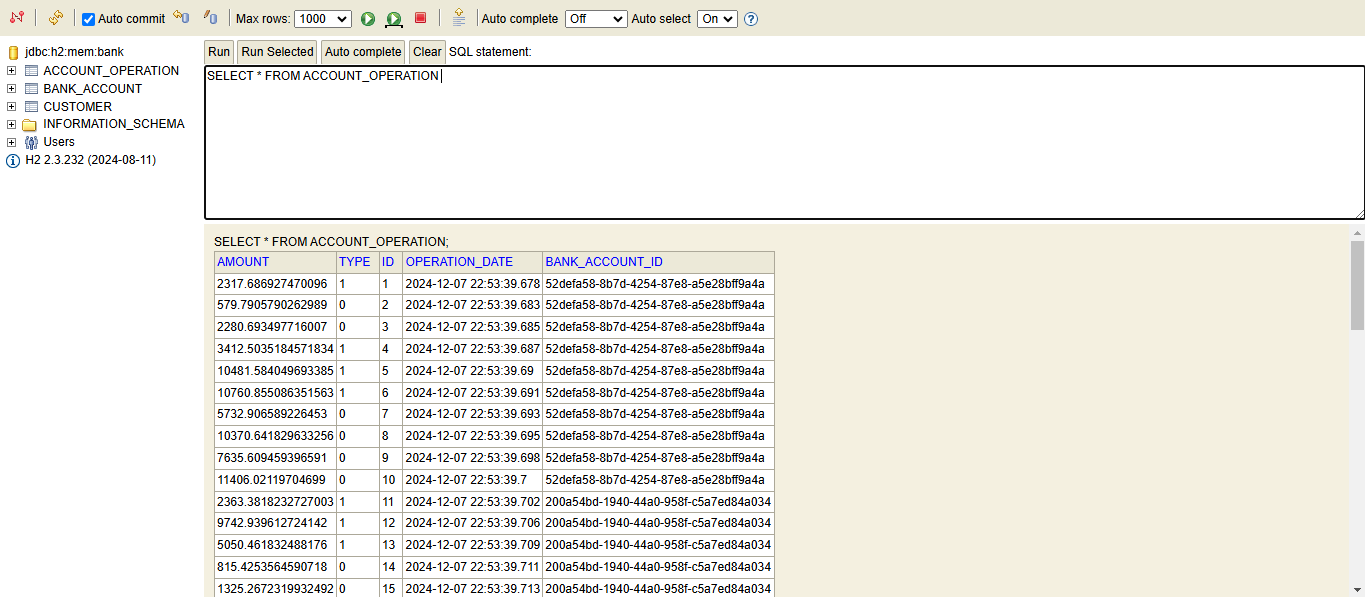 Auto commit Max rows: 1000 Auto complete Off Auto select On ?
jdbc:h2:mem:bank
ACCOUNT_OPERATION
BANK_ACCOUNT
CUSTOMER
INFORMATION_SCHEMA
Users
H2 2.3.232 (2024-08-11)
Run Run Selected Auto complete Clear SQL statement:
SELECT * FROM ACCOUNT_OPERATION
SELECT * FROM ACCOUNT_OPERATION;
AMOUNT TYPE ID OPERATION_DATE BANK_ACCOUNT_ID
2317.686927470096 1 1 2024-12-07 22:53:39.678 52defa58-8b7d-4254-87e8-a5e28bff9a4a
579.7905790262989 0 2 2024-12-07 22:53:39.683 52defa58-8b7d-4254-87e8-a5e28bff9a4a
2280.693497716007 0 3 2024-12-07 22:53:39.685 52defa58-8b7d-4254-87e8-a5e28bff9a4a
3412.5035184571834 1 4 2024-12-07 22:53:39.687 52defa58-8b7d-4254-87e8-a5e28bff9a4a
10481.584049693385 1 5 2024-12-07 22:53:39.69 52defa58-8b7d-4254-87e8-a5e28bff9a4a
10760.855086351563 1 6 2024-12-07 22:53:39.691 52defa58-8b7d-4254-87e8-a5e28bff9a4a
5732.906589226453 0 7 2024-12-07 22:53:39.693 52defa58-8b7d-4254-87e8-a5e28bff9a4a
10370.641829633256 0 8 2024-12-07 22:53:39.695 52defa58-8b7d-4254-87e8-a5e28bff9a4a
7635.609459396591 0 9 2024-12-07 22:53:39.698 52defa58-8b7d-4254-87e8-a5e28bff9a4a
11406.02119704699 0 10 2024-12-07 22:53:39.7 52defa58-8b7d-4254-87e8-a5e28bff9a4a
2363.3818232727003 1 11 2024-12-07 22:53:39.702 200a54bd-1940-44a0-958f-c5a7ed84a034
9742.939612724142 1 12 2024-12-07 22:53:39.706 200a54bd-1940-44a0-958f-c5a7ed84a034
5050.461832488176 1 13 2024-12-07 22:53:39.709 200a54bd-1940-44a0-958f-c5a7ed84a034
815.4253564590718 0 14 2024-12-07 22:53:39.711 200a54bd-1940-44a0-958f-c5a7ed84a034
1325.2672319932492 0 15 2024-12-07 22:53:39.713 200a54bd-1940-44a0-958f-c5a7ed84a034